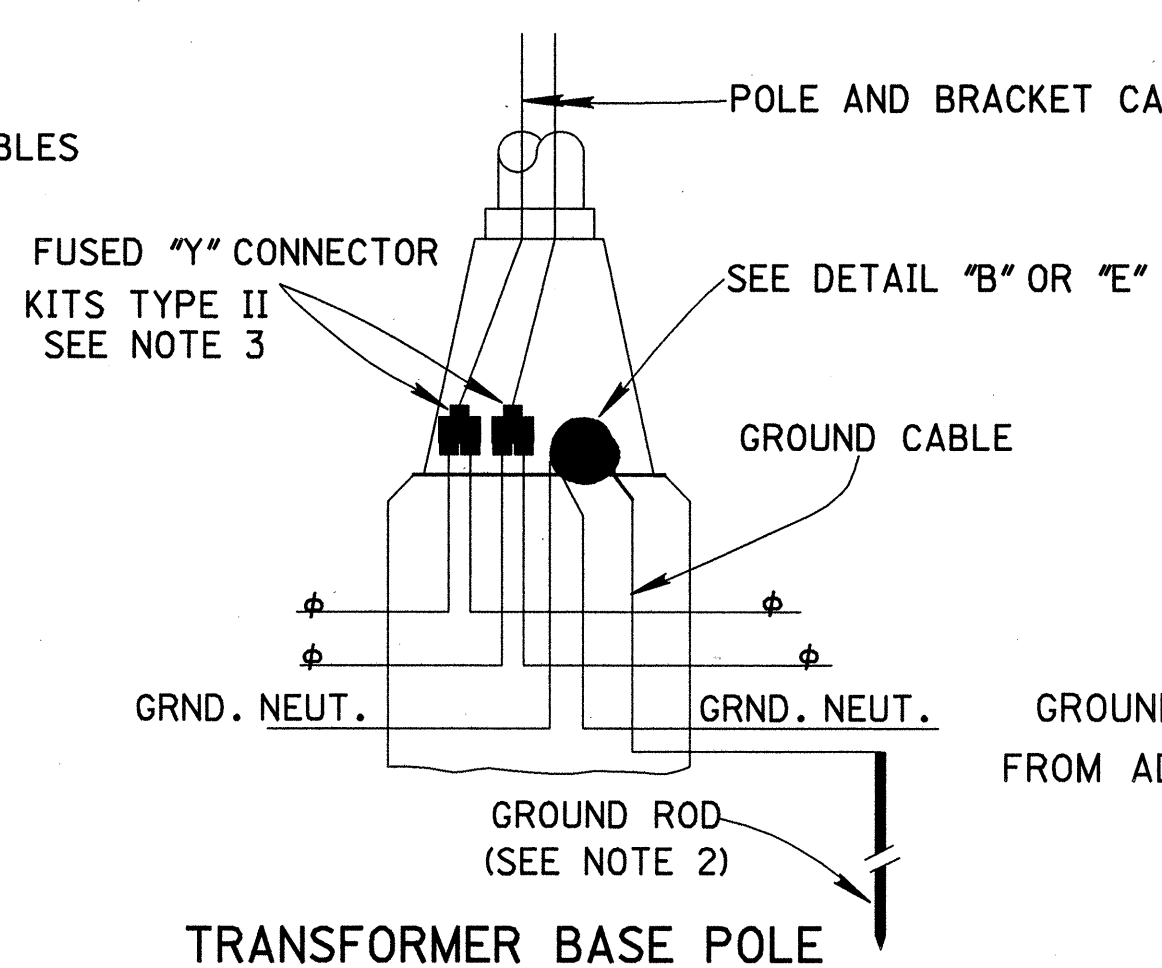 POLE AND BRACKET CA
BLES
FUSED "Y" CONNECTOR
KITS TYPE II
SEE NOTE 3
SEE DETAIL "B" OR "E"
GROUND CABLE
ϕ ϕ
ϕ ϕ
GRND. NEUT. GRND. NEUT.
GROUN
FROM AD
GROUND ROD
(SEE NOTE 2)
TRANSFORMER BASE POLE